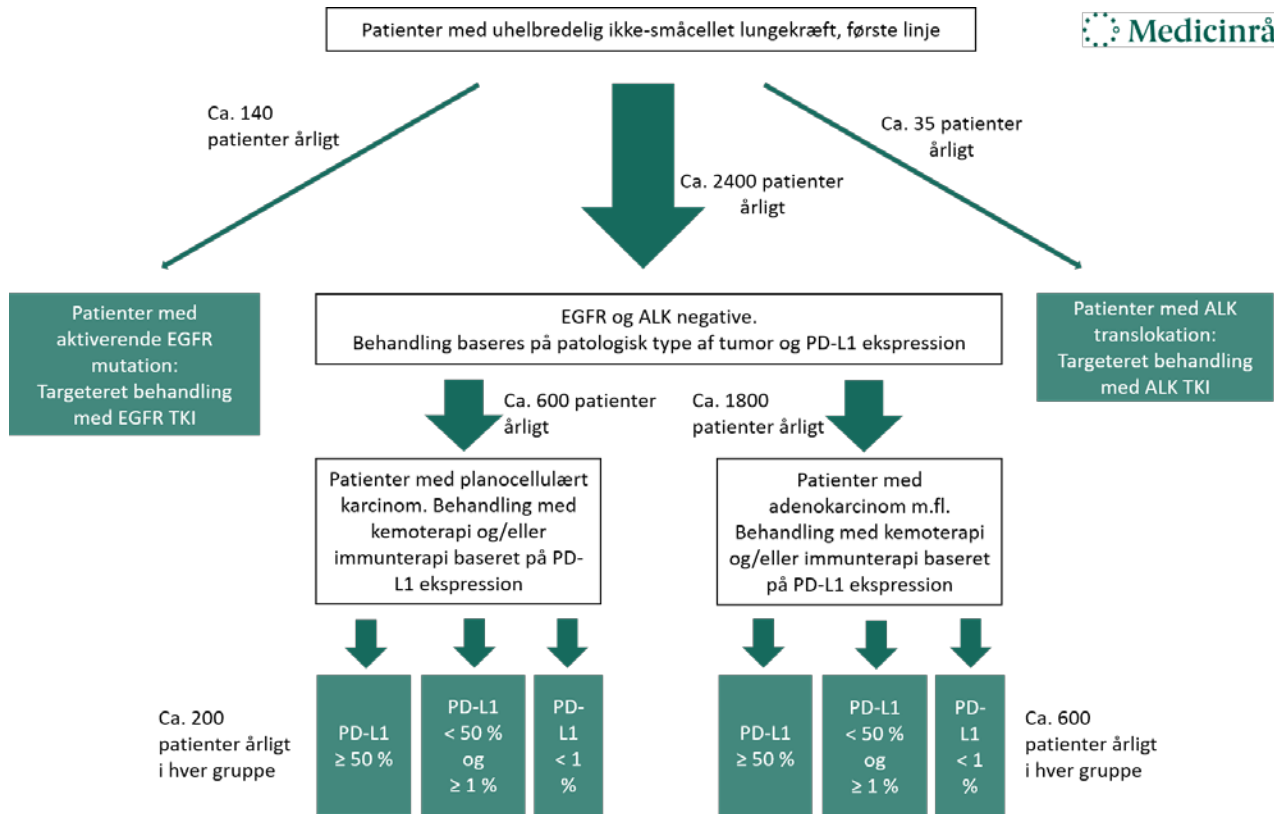 Patienter med uhelbredelig ikke-småcellet lungekræft, første linje
Medicinrå
Ca. 140
patienter årligt
Ca. 2400 patienter
årligt
Ca. 35 patienter
årligt
Patienter med
aktiverende EGFR
mutation:
Targeteret behandling
med EGFR TKI
EGFR og ALK negative.
Behandling baseres på patologisk type af tumor og PD-L1 ekspression
Patienter med ALK
translokation:
Targeteret behandling
med ALK TKI
Ca. 600 patienter
årligt
Ca. 1800
patienter årligt
Patienter med planocellulært
karcinom. Behandling med
kemoterapi og/eller
immunterapi baseret på PD-
L1 ekspression
Patienter med
adenokarcinom m.fl.
Behandling med kemoterapi
og/eller immunterapi baseret
på PD-L1 ekspression
Ca. 200
patienter årligt
i hver gruppe
PD-L1
≥ 50 %
PD-L1
< 50 %
og
≥ 1 %
PD-
L1
< 1
%
PD-L1
≥ 50 %
PD-L1
< 50 %
og
≥ 1 %
PD-
L1
< 1
%
Ca. 600
patienter årligt
i hver gruppe